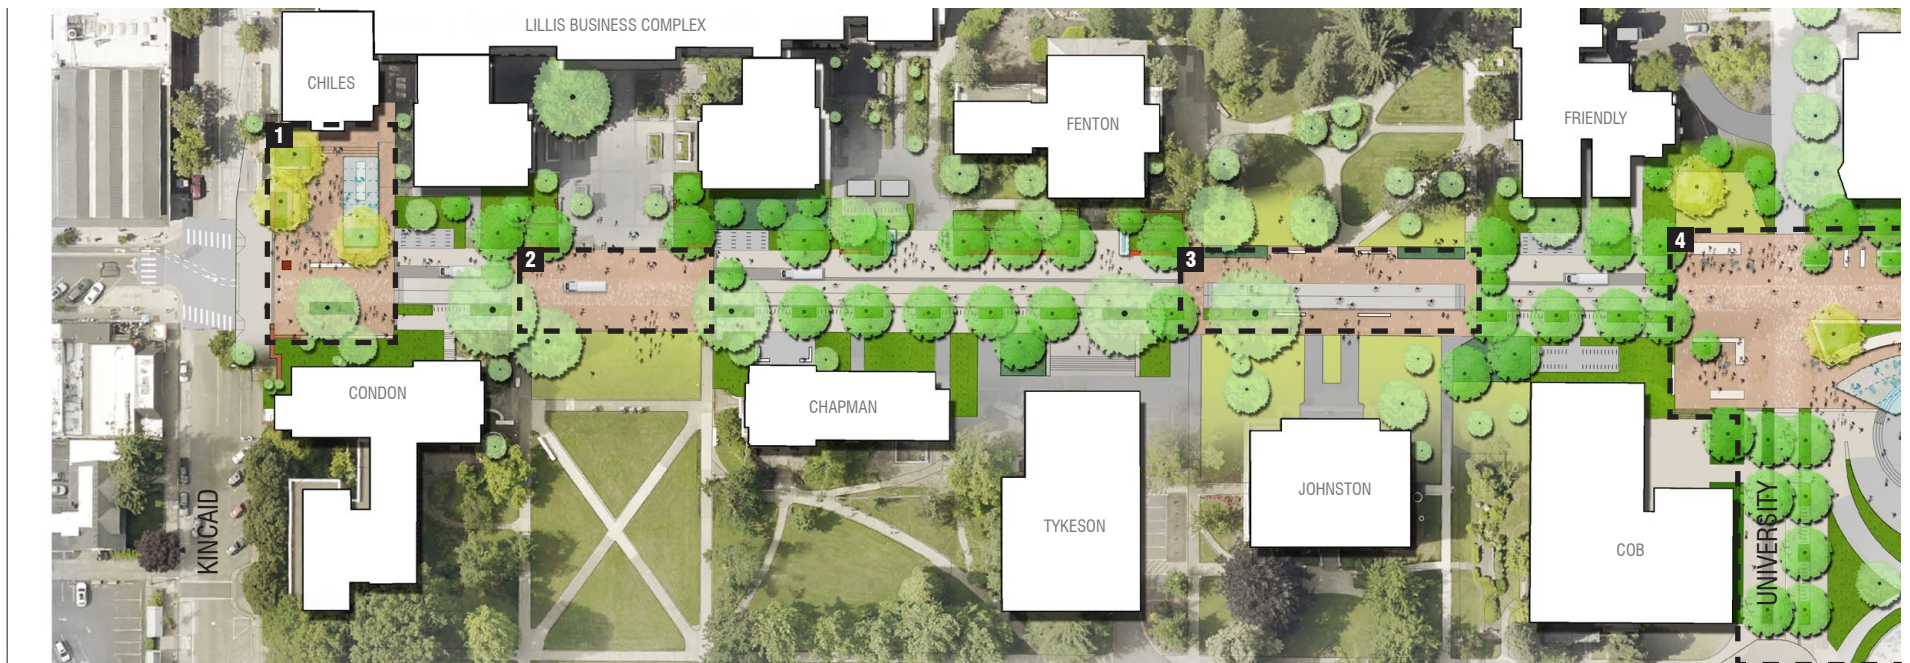 LILLIS BUSINESS COMPLEX
CHILES
FENTON
FRIENDLY
1
2
3
4
CONDON
CHAPMAN
TYKESON
JOHNSTON
COB
KINCAID
UNIVERSITY